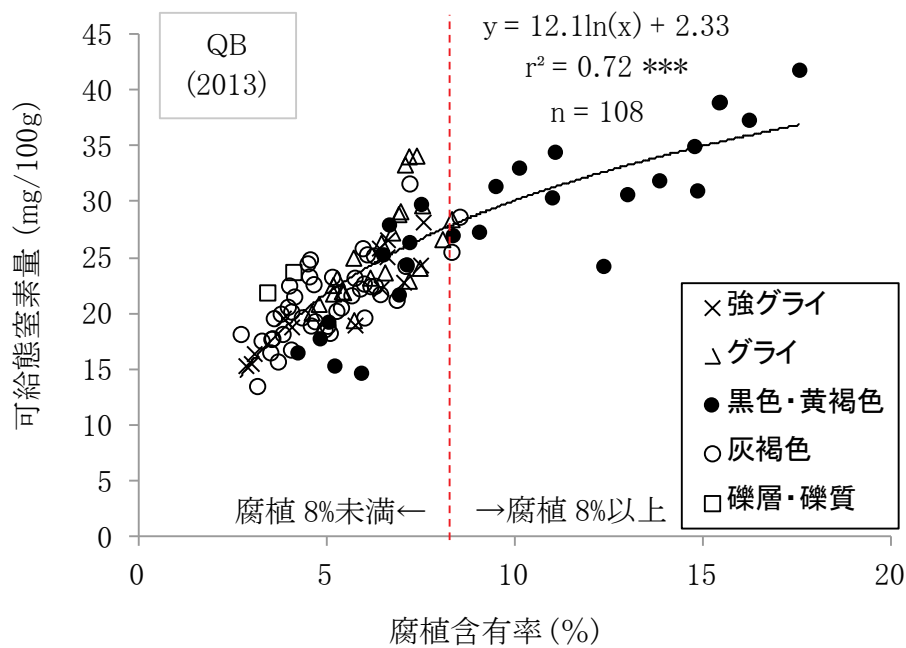 y = 12.1ln(x) + 2.33
r² = 0.72 ***
n = 108
QB
(2013)
可給態窒素量 (mg/100g)
45
40
35
30
25
20
15
10
5
0
強グライ
グライ
黒色・黄褐色
灰褐色
礫層・礫質
腐植 8%未満←
→腐植 8%以上
0 5 10 15 20
腐植含有率 (%)